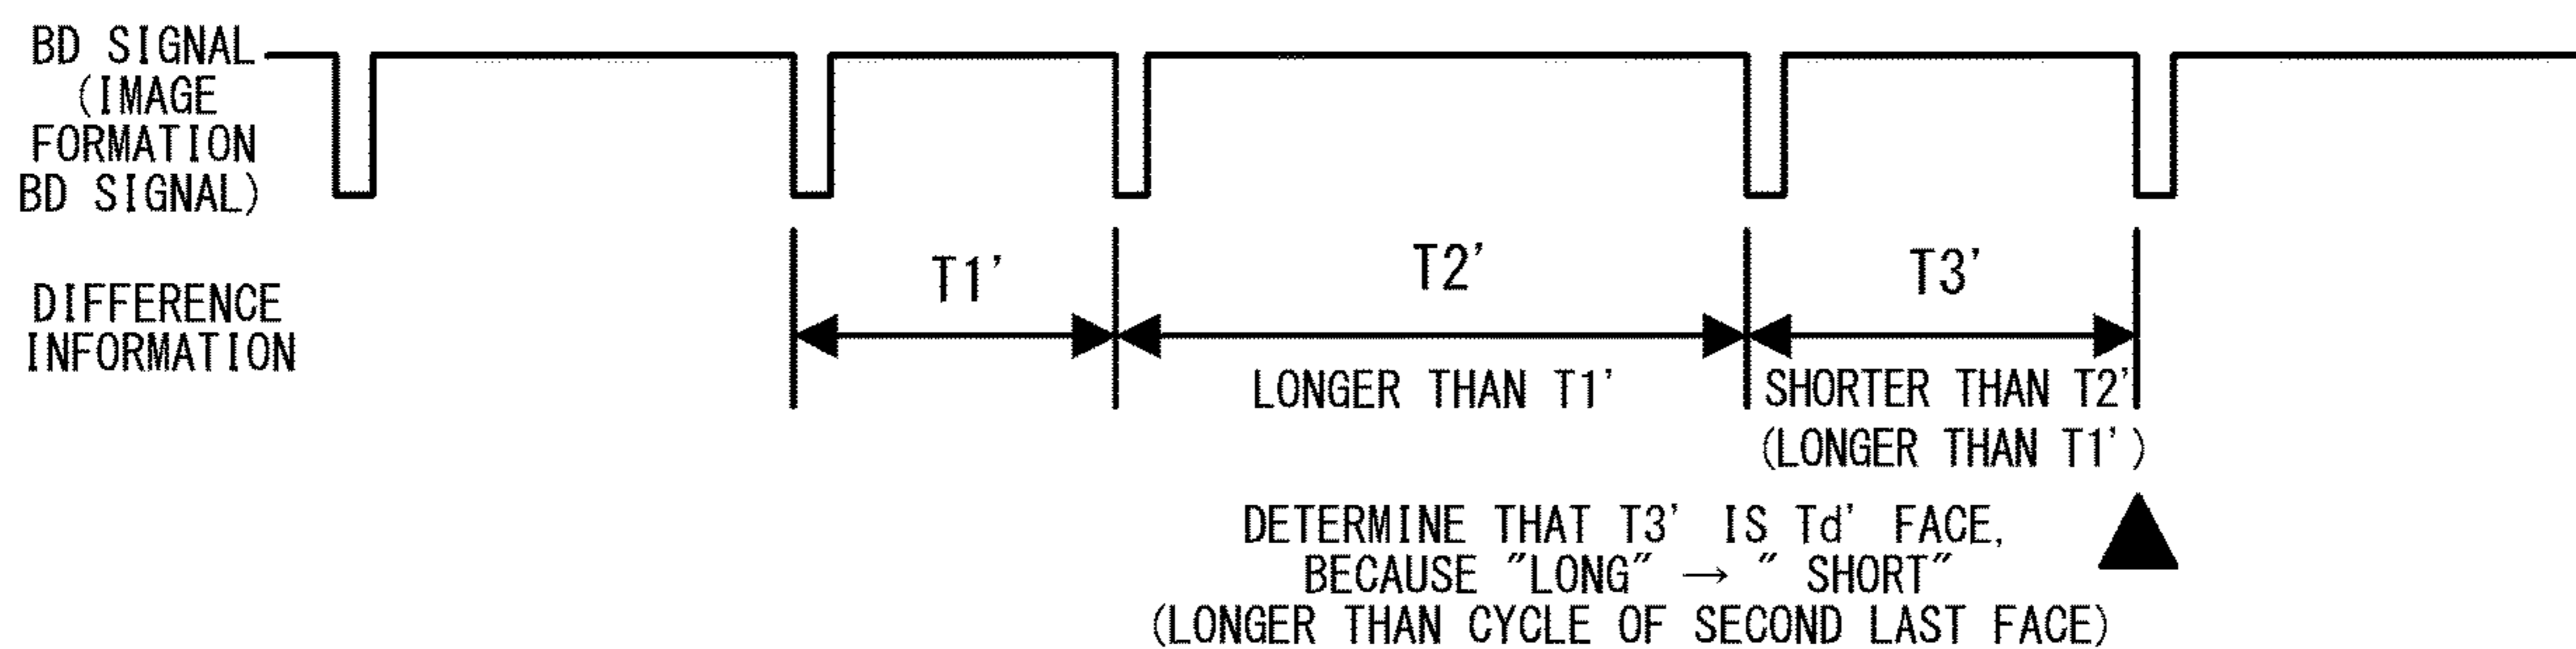 BD SIGNAL
(IMAGE
FORMATION
BD SIGNAL)
DIFFERENCE
INFORMATION
T1'
T2'
T3'
LONGER THAN T1'
SHORTER THAN T2'
(LONGER THAN T1')
DETERMINE THAT T3' IS Td' FACE,
BECAUSE "LONG" → " SHORT"
(LONGER THAN CYCLE OF SECOND LAST FACE)